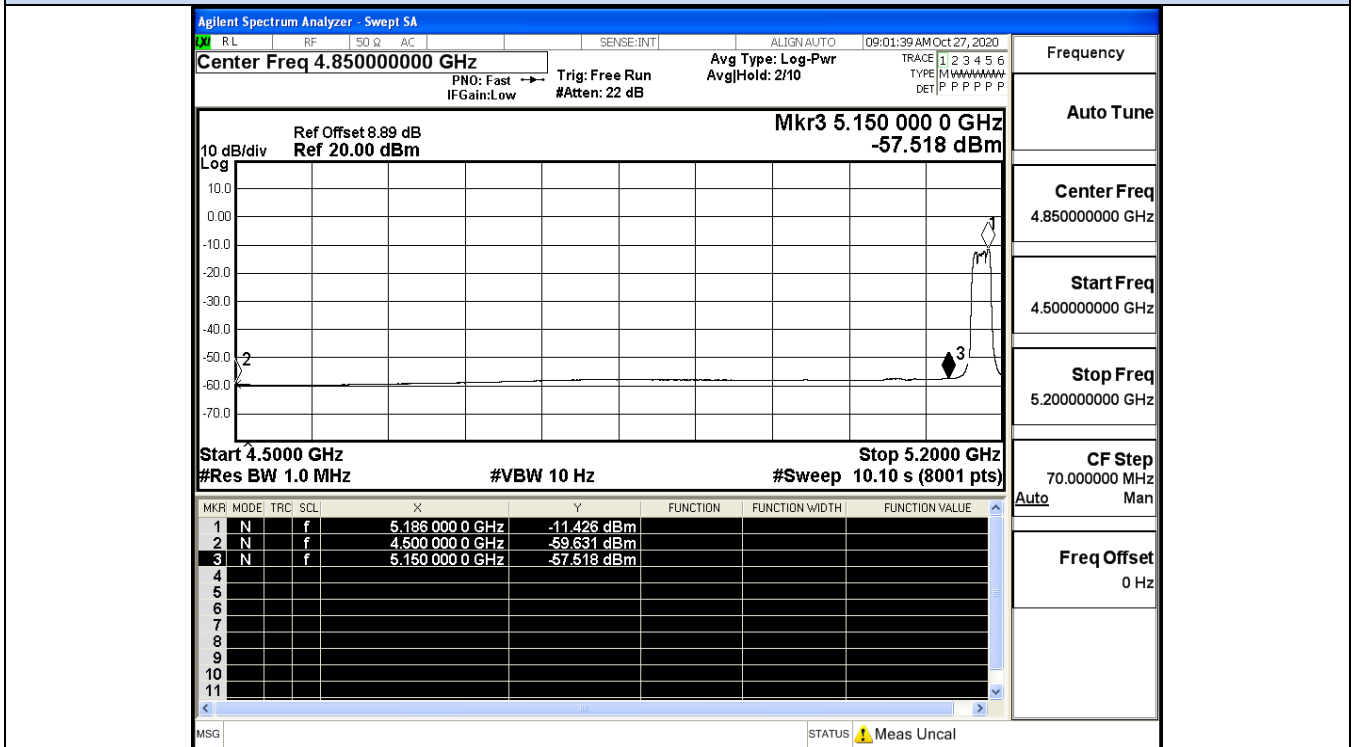 Agilent Spectrum Analyzer - Swept SA
LXI RL RF 50 Ω AC SENSE:INT ALIGN AUTO 09:01:39 AM Oct 27, 2020
Center Freq 4.850000000 GHz
PNO: Fast
IFGain:Low
Trig: Free Run
#Atten: 22 dB
Avg Type: Log-Pwr
Avg|Hold: 2/10
TRACE 1 2 3 4 5 6
TYPE M WWWWW
DET P P P P P P
Ref Offset 8.89 dB
10 dB/div Ref 20.00 dBm
Log
Mkr3 5.150 000 0 GHz
-57.518 dBm
10.0
0.00
-10.0
-20.0
-30.0
-40.0
-50.0
-60.0
-70.0
1
2
3
Start 4.5000 GHz Stop 5.2000 GHz
#Res BW 1.0 MHz #VBW 10 Hz #Sweep 10.10 s (8001 pts)
MKR MODE TRC SCL X Y FUNCTION FUNCTION WIDTH FUNCTION VALUE
1 N f 5.186 000 0 GHz -11.426 dBm
2 N f 4.500 000 0 GHz -59.631 dBm
3 N f 5.150 000 0 GHz -57.518 dBm
4
5
6
7
8
9
10
11
MSG STATUS Meas Uncal
Frequency
Auto Tune
Center Freq
4.850000000 GHz
Start Freq
4.500000000 GHz
Stop Freq
5.200000000 GHz
CF Step
70.000000 MHz
Auto Man
Freq Offset
0 Hz